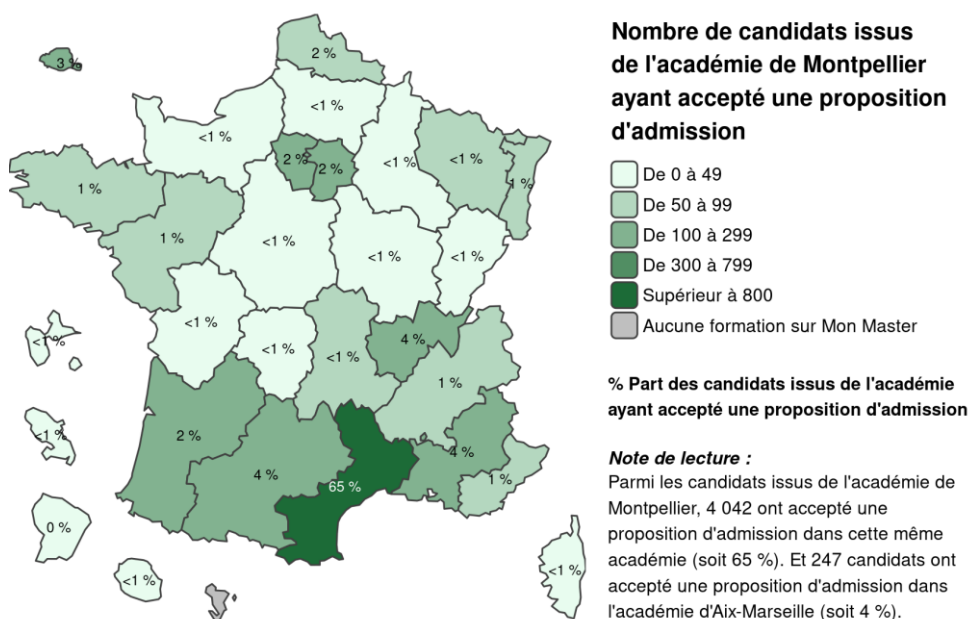 Nombre de candidats issus
de l'académie de Montpellier
ayant accepté une proposition
d'admission
De 0 à 49
De 50 à 99
De 100 à 299
De 300 à 799
Supérieur à 800
Aucune formation sur Mon Master
% Part des candidats issus de l'académie
ayant accepté une proposition d'admission
Note de lecture :
Parmi les candidats issus de l'académie de
Montpellier, 4 042 ont accepté une
proposition d'admission dans cette même
académie (soit 65 %). Et 247 candidats ont
accepté une proposition d'admission dans
l'académie d'Aix-Marseille (soit 4 %).
2 %
3 %
<1 %
<1 %
2 %
2 %
<1 %
<1 %
1 %
1 %
1 %
<1 %
<1 %
<1 %
<1 %
<1 %
<1 %
4 %
<1 %
1 %
2 %
4 %
65 %
4 %
1 %
<1 %
0 %
<1 %
<1 %